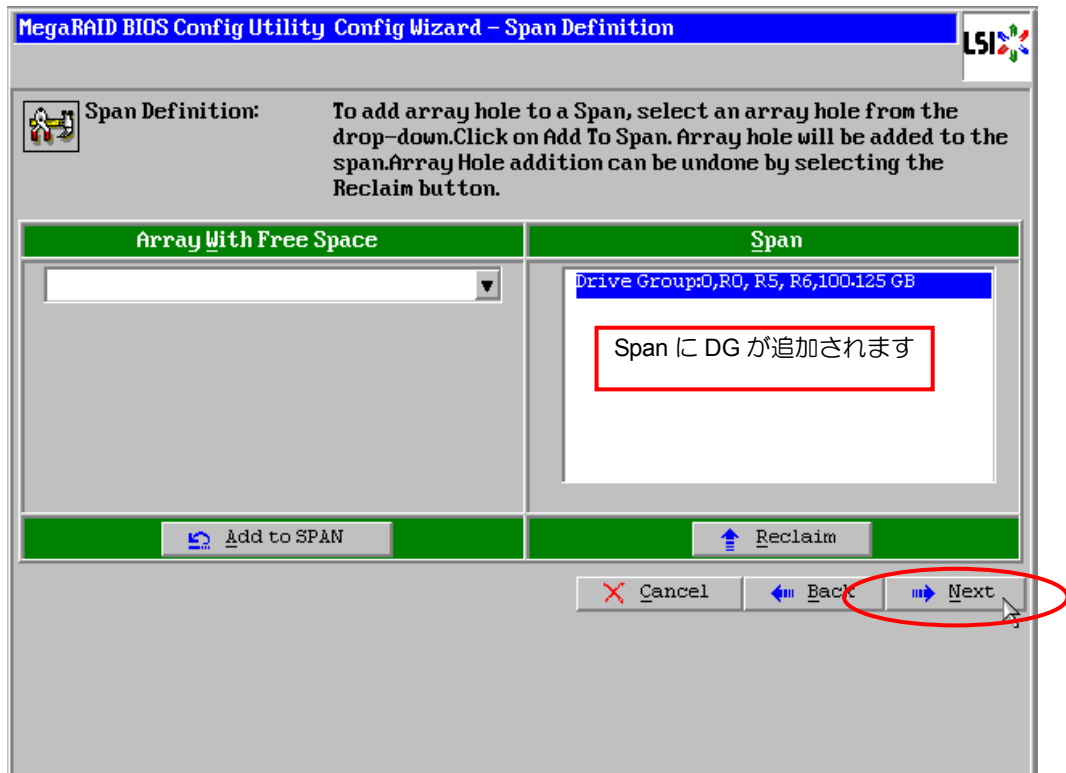 MegaRAID BIOS Config Utility Config Wizard – Span Definition
LSI
Span Definition:
To add array hole to a Span, select an array hole from the
drop-down.Click on Add To Span. Array hole will be added to the
span.Array Hole addition can be undone by selecting the
Reclaim button.
Array With Free Space
Span
Drive Group:0,R0, R5, R6,100.125 GB
Span に DG が追加されます
Add to SPAN
Reclaim
Cancel
Back
Next